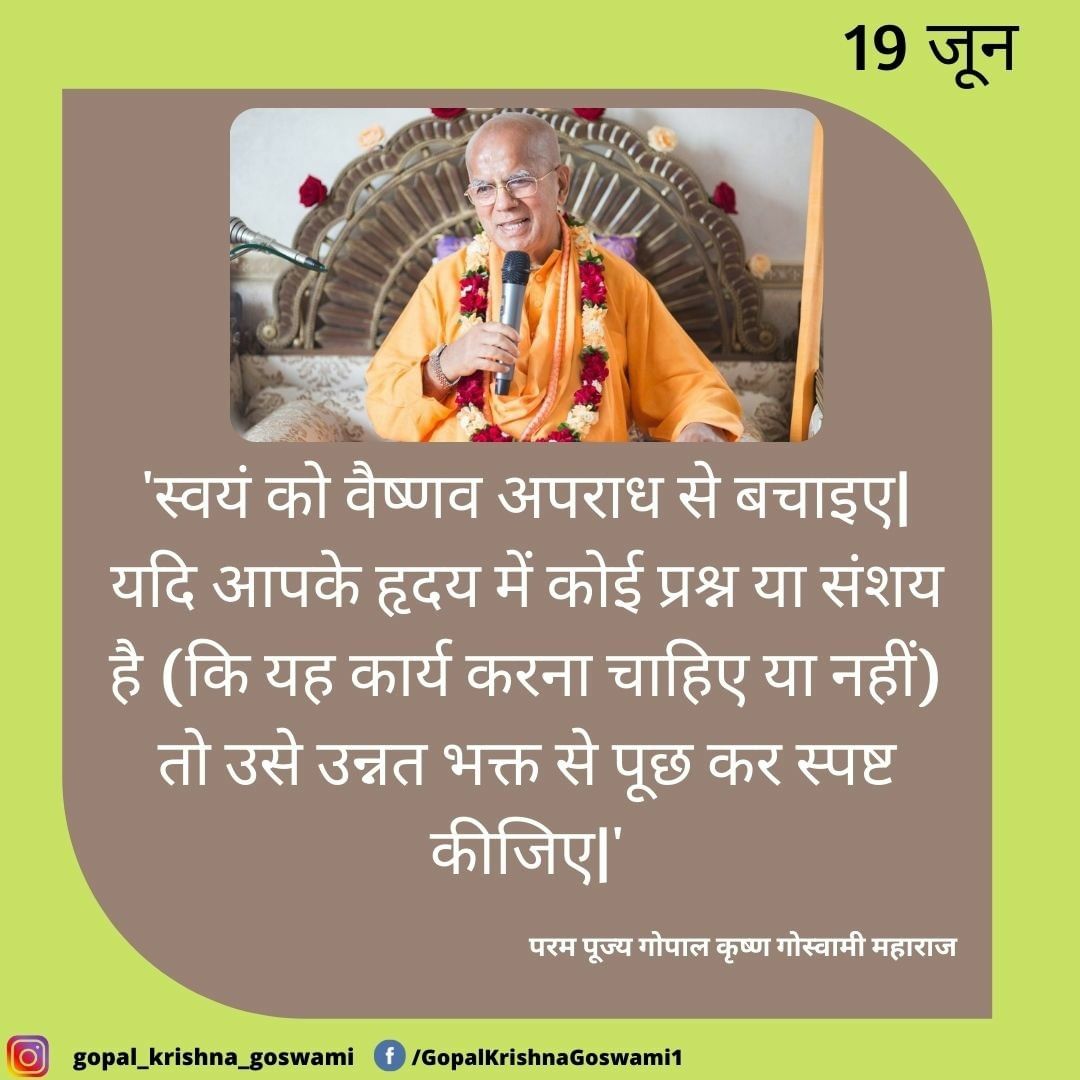 19 जून
'स्वयं को वैष्णव अपराध से बचाइए|
यदि आपके हृदय में कोई प्रश्न या संशय
है (कि यह कार्य करना चाहिए या नहीं)
तो उसे उन्नत भक्त से पूछ कर स्पष्ट
कीजिए|'
परम पूज्य गोपाल कृष्ण गोस्वामी महाराज
gopal_krishna_goswami f /GopalKrishnaGoswami1